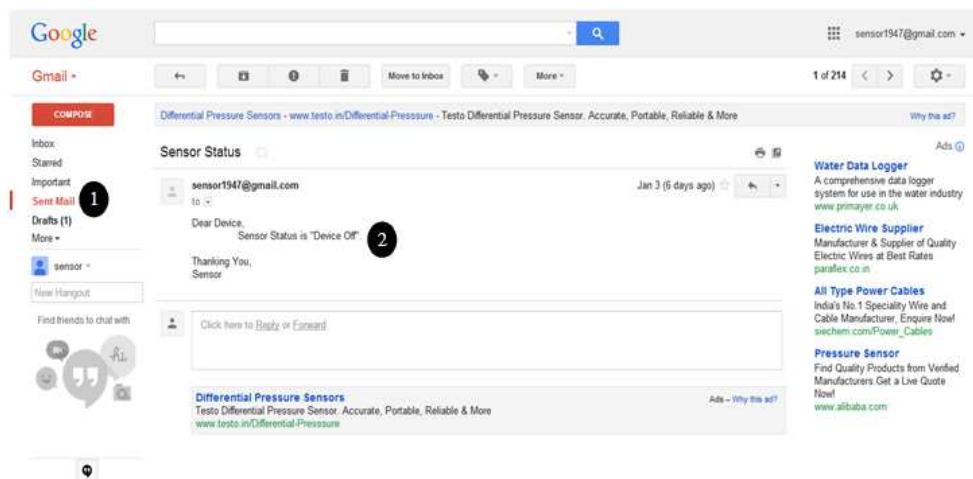 Google
sensor1947@gmail.com
Gmail
Move to Inbox
More
1 of 214
COMPOSE
Differential Pressure Sensors - www.testo.in/Differential-Presssure - Testo Differential Pressure Sensor. Accurate, Portable, Reliable & More
Why this ad?
Inbox
Starred
Important
Sent Mail
Drafts (1)
More
sensor
New Hangout
Find friends to chat with
1
Sensor Status
sensor1947@gmail.com
Jan 3 (6 days ago)
to
Dear Device,
Sensor Status is "Device Off".
2
Thanking You,
Sensor
Click here to Reply or Forward
Differential Pressure Sensors
Ads – Why this ad?
Testo Differential Pressure Sensor. Accurate, Portable, Reliable & More
www.testo.in/Differential-Presssure
Ads
Water Data Logger
A comprehensive data logger
system for use in the water industry
www.primayer.co.uk
Electric Wire Supplier
Manufacturer & Supplier of Quality
Electric Wires at Best Rates
paraflex.co.in
All Type Power Cables
India's No.1 Speciality Wire and
Cable Manufacturer, Enquire Now!
siechem.com/Power_Cables
Pressure Sensor
Find Quality Products from Verified
Manufacturers.Get a Live Quote
Now!
www.alibaba.com